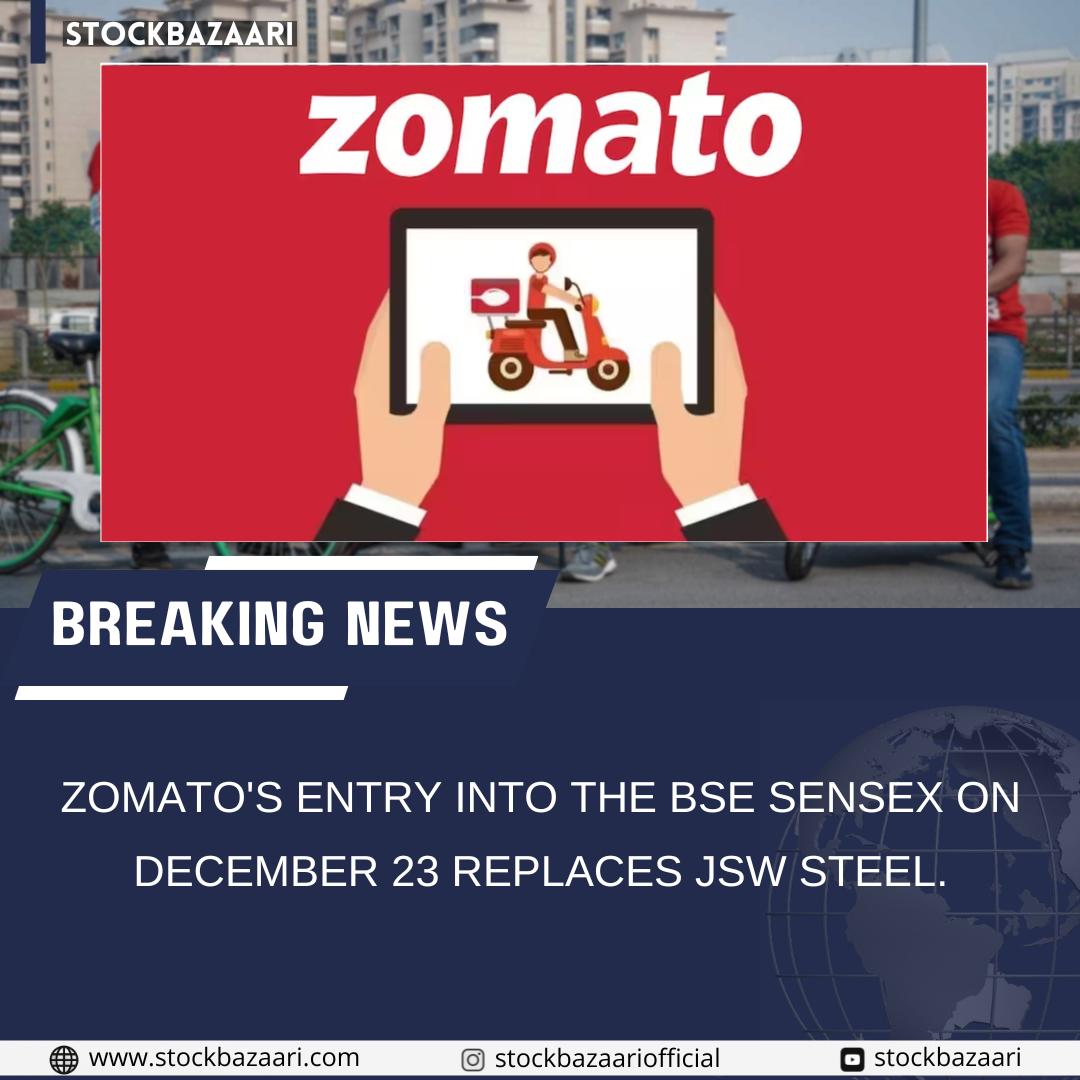 STOCKBAZAARI
zomato
BREAKING NEWS
ZOMATO'S ENTRY INTO THE BSE SENSEX ON
DECEMBER 23 REPLACES JSW STEEL.
www.stockbazaari.com stockbazaariofficial stockbazaari